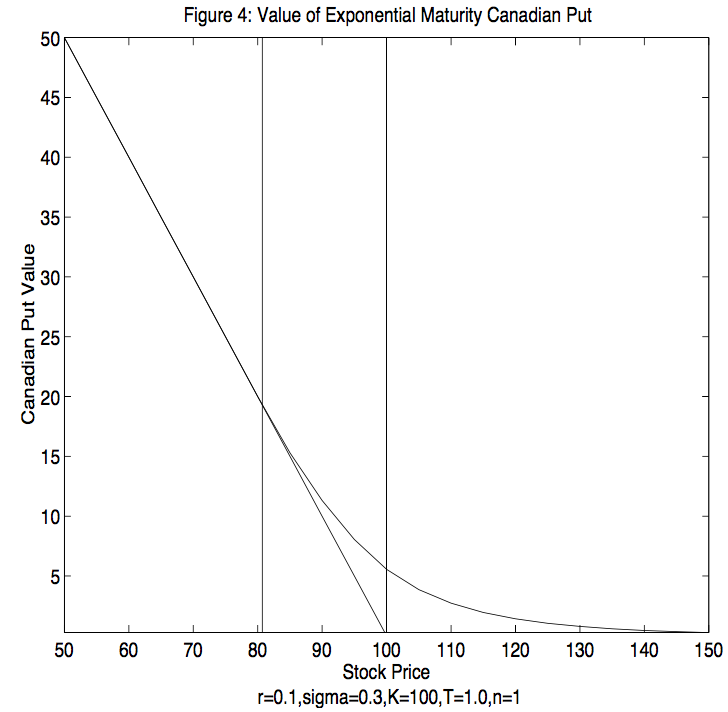 Figure 4: Value of Exponential Maturity Canadian Put
50
45
40
35
30
25
20
15
10
5
Canadian Put Value
50 60 70 80 90 100 110 120 130 140 150
Stock Price
r=0.1,sigma=0.3,K=100,T=1.0,n=1